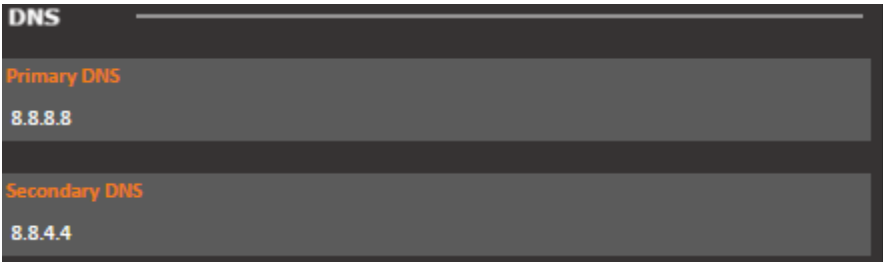 DNS
Primary DNS
8.8.8.8
Secondary DNS
8.8.4.4